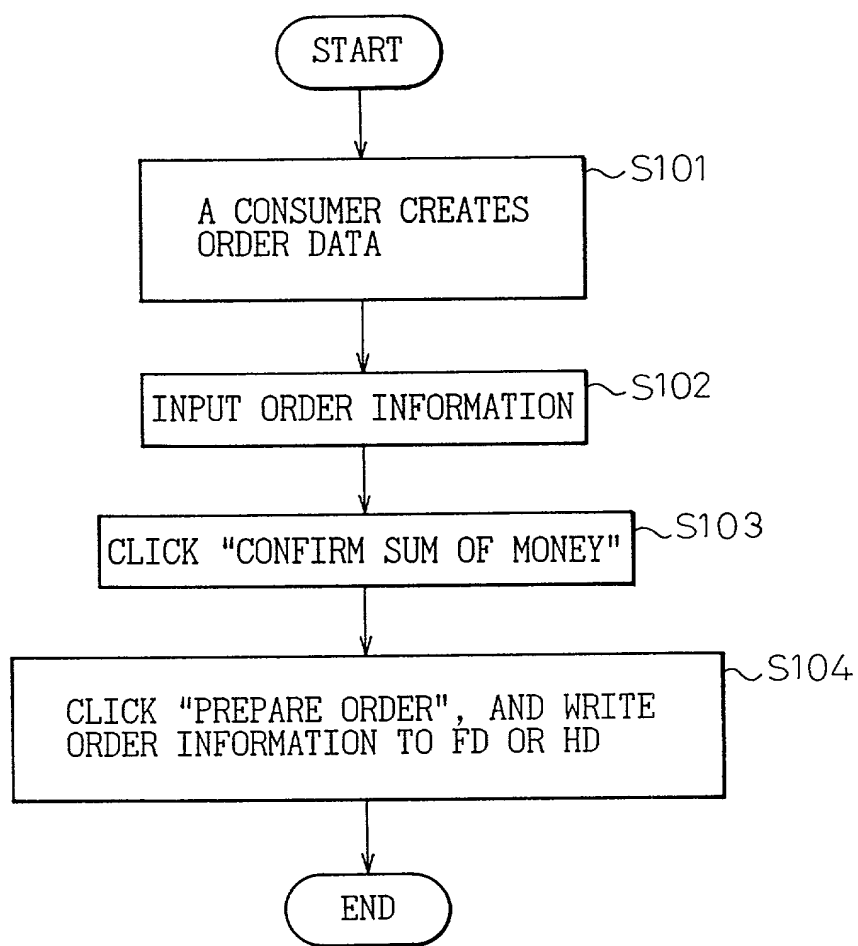 START
A CONSUMER CREATES
ORDER DATA
S101
INPUT ORDER INFORMATION
S102
CLICK "CONFIRM SUM OF MONEY"
S103
CLICK "PREPARE ORDER", AND WRITE
ORDER INFORMATION TO FD OR HD
S104
END